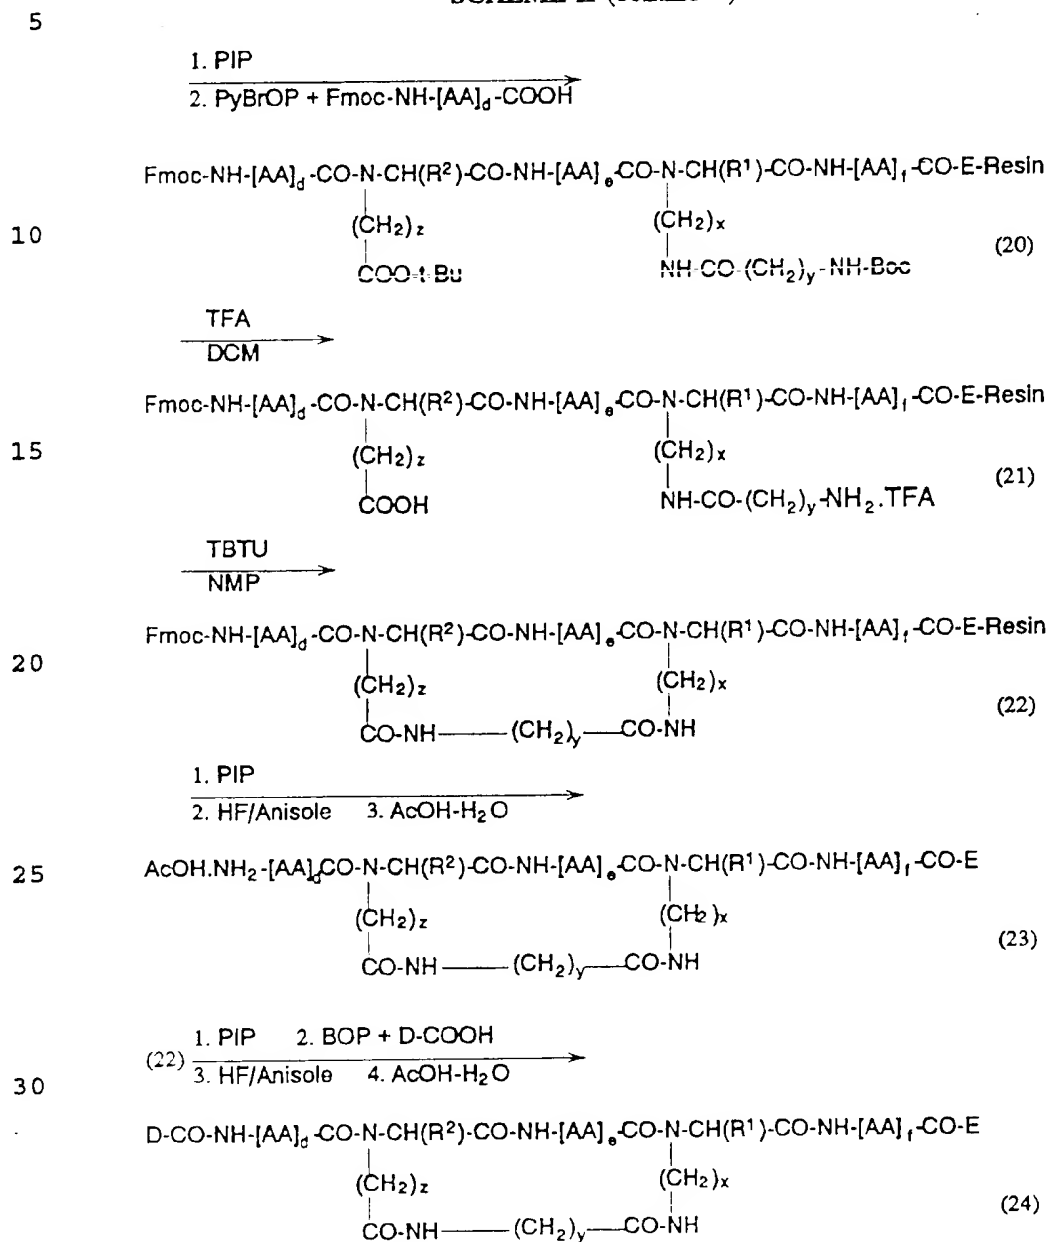 5
1. PIP
2. PyBrOP + Fmoc-NH-[AA]d-COOH
Fmoc-NH-[AA]d-CO-N-CH(R²)-CO-NH-[AA]e-CO-N-CH(R¹)-CO-NH-[AA]f-CO-E-Resin
10 (CH2)z (CH2)x (20)
COO-t-Bu NH-CO-(CH2)y-NH-Boc
TFA
DCM
Fmoc-NH-[AA]d-CO-N-CH(R²)-CO-NH-[AA]e-CO-N-CH(R¹)-CO-NH-[AA]f-CO-E-Resin
15 (CH2)z (CH2)x (21)
COOH NH-CO-(CH2)y-NH2.TFA
TBTU
NMP
Fmoc-NH-[AA]d-CO-N-CH(R²)-CO-NH-[AA]e-CO-N-CH(R¹)-CO-NH-[AA]f-CO-E-Resin
20 (CH2)z (CH2)x (22)
CO-NH—(CH2)y—CO-NH
1. PIP
2. HF/Anisole 3. AcOH-H2O
25 AcOH.NH2-[AA]dCO-N-CH(R²)-CO-NH-[AA]e-CO-N-CH(R¹)-CO-NH-[AA]f-CO-E
(CH2)z (CH2)x (23)
CO-NH—(CH2)y—CO-NH
(22) 1. PIP 2. BOP + D-COOH
30 3. HF/Anisole 4. AcOH-H2O
D-CO-NH-[AA]d-CO-N-CH(R²)-CO-NH-[AA]e-CO-N-CH(R¹)-CO-NH-[AA]f-CO-E
(CH2)z (CH2)x (24)
CO-NH—(CH2)y—CO-NH